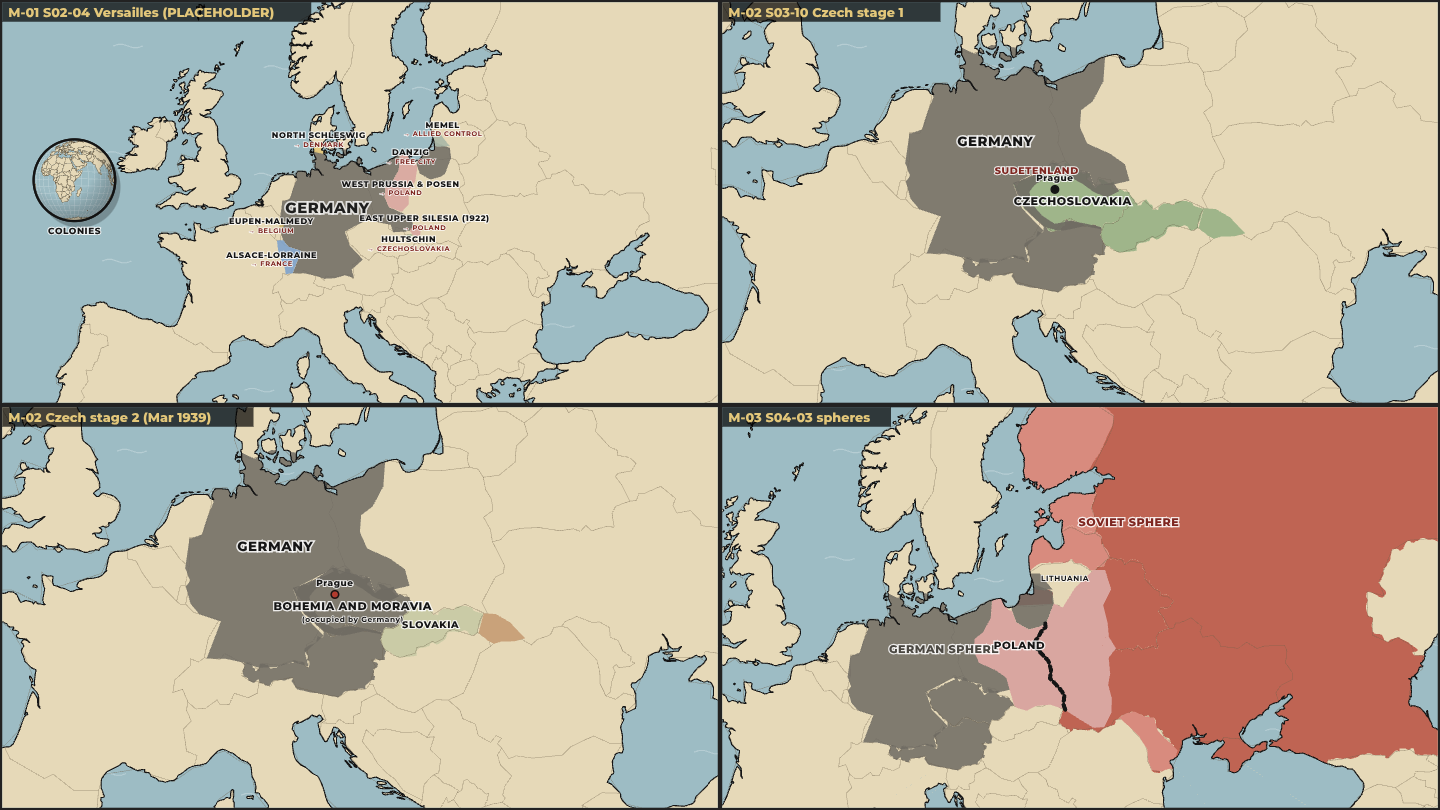 M-01 S02-04 Versailles (PLACEHOLDER)
MEMEL
→ ALLIED CONTROL
NORTH SCHLESWIG
→ DENMARK
DANZIG
→ FREE CITY
WEST PRUSSIA & POSEN
→ POLAND
GERMANY
EAST UPPER SILESIA (1922)
→ POLAND
EUPEN-MALMEDY
→ BELGIUM
HULTSCHIN
→ CZECHOSLOVAKIA
ALSACE-LORRAINE
→ FRANCE
COLONIES
M-02 S03-10 Czech stage 1
GERMANY
SUDETENLAND
Prague
CZECHOSLOVAKIA
M-02 Czech stage 2 (Mar 1939)
GERMANY
Prague
BOHEMIA AND MORAVIA
(occupied by Germany)
SLOVAKIA
M-03 S04-03 spheres
SOVIET SPHERE
LITHUANIA
GERMAN SPHERE
POLAND